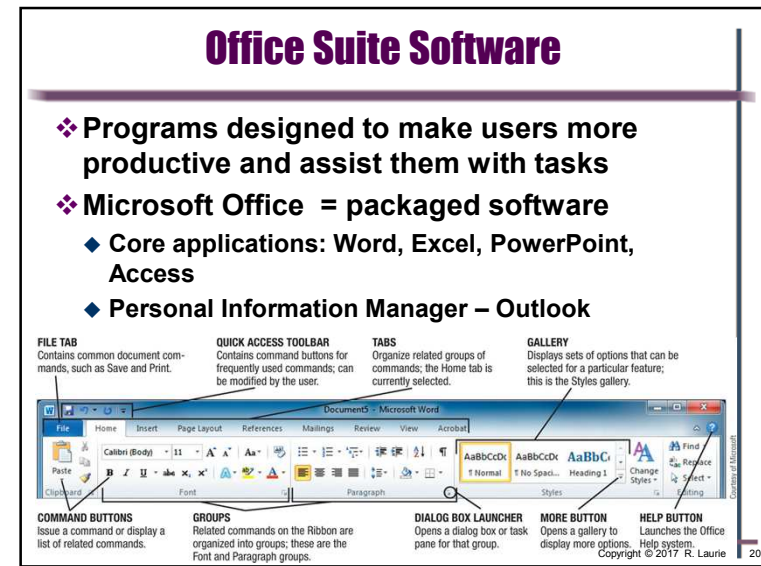 Office Suite Software
Programs designed to make users more
productive and assist them with tasks
Microsoft Office = packaged software
Core applications: Word, Excel, PowerPoint,
Access
Personal Information Manager – Outlook
FILE TAB
Contains common document com-
mands, such as Save and Print.
QUICK ACCESS TOOLBAR
Contains command buttons for
frequently used commands; can
be modified by the user.
TABS
Organize related groups of
commands; the Home tab is
currently selected.
GALLERY
Displays sets of options that can be
selected for a particular feature;
this is the Styles gallery.
Document5 - Microsoft Word
File Home Insert Page Layout References Mailings Review View Acrobat
Calibri (Body) 11 A A Aa
Paste
B I U abc x, x² A ab A
AaBbCcDc AaBbCcDc AaBbC
¶ Normal ¶ No Spaci... Heading 1
Change
Styles
Find
Replace
Select
Clipboard Font Paragraph Styles Editing
Courtesy of Microsoft
COMMAND BUTTONS
Issue a command or display a
list of related commands.
GROUPS
Related commands on the Ribbon are
organized into groups; these are the
Font and Paragraph groups.
DIALOG BOX LAUNCHER
Opens a dialog box or task
pane for that group.
MORE BUTTON
Opens a gallery to
display more options.
HELP BUTTON
Launches the Office
Help system.
Copyright © 2017 R. Laurie 20